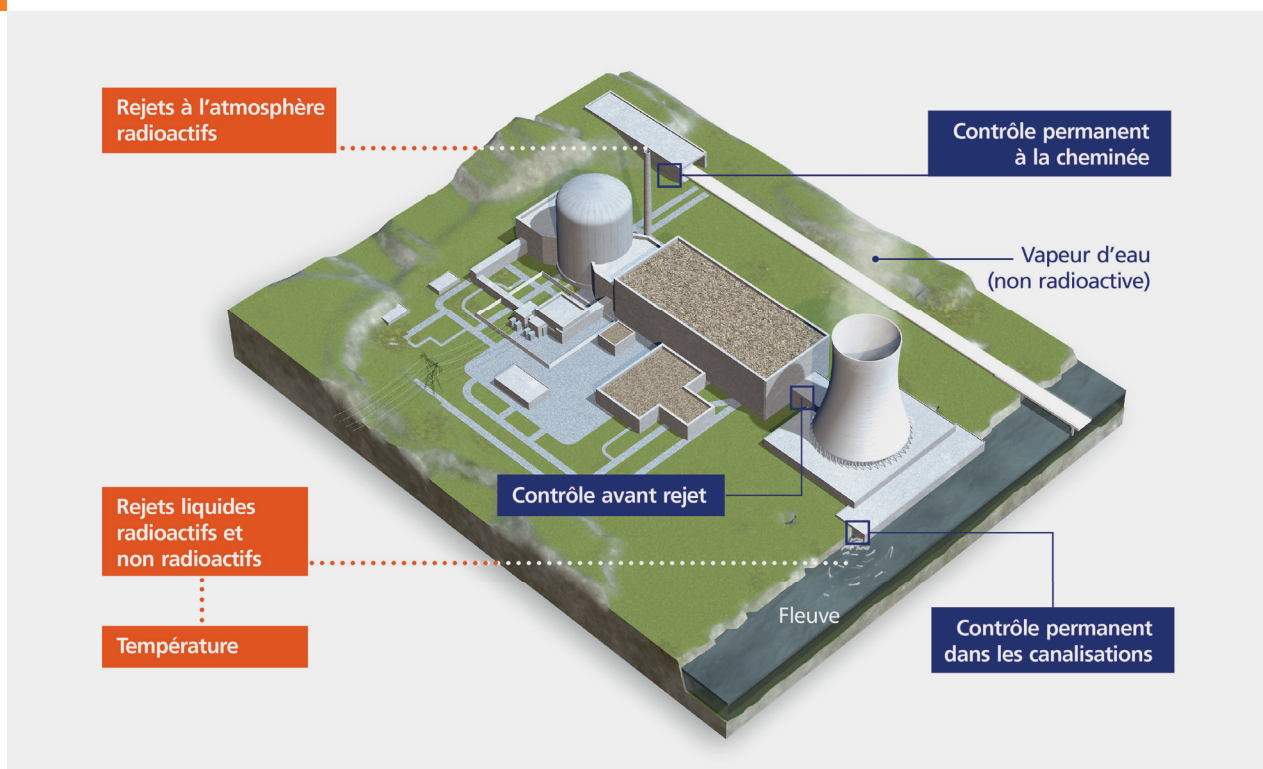 Rejets à l’atmosphère
radioactifs
Contrôle permanent
à la cheminée
Vapeur d’eau
(non radioactive)
Contrôle avant rejet
Rejets liquides
radioactifs et
non radioactifs
Température
Fleuve
Contrôle permanent
dans les canalisations